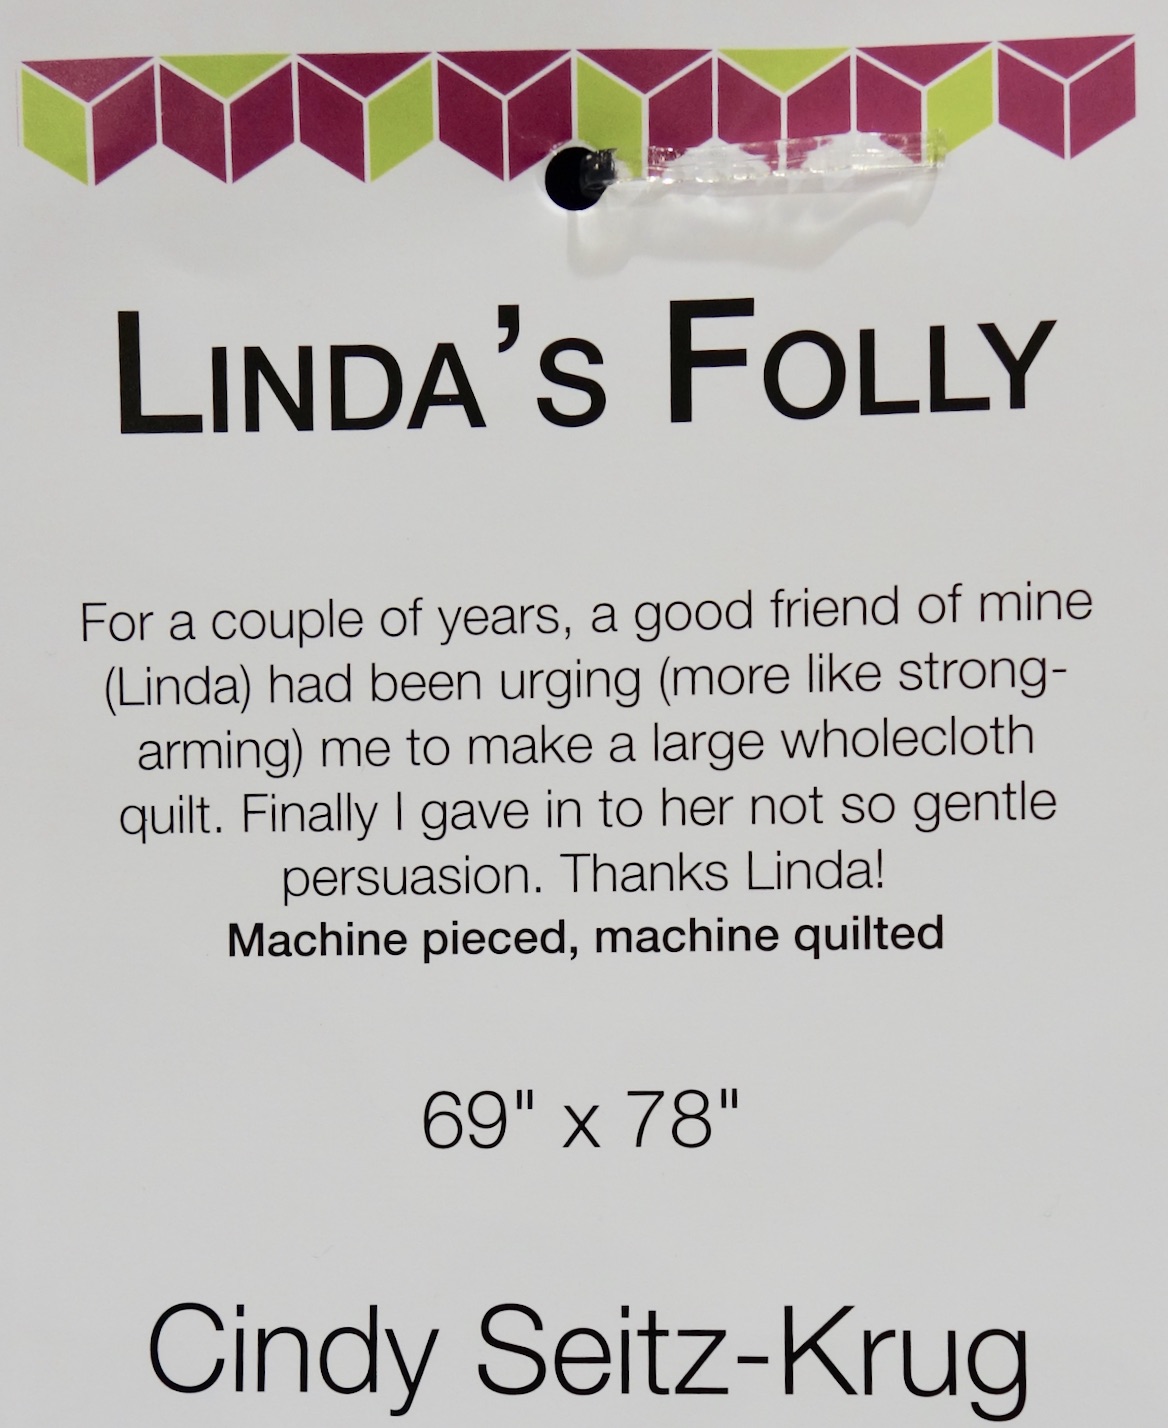 LINDA'S FOLLY
For a couple of years, a good friend of mine
(Linda) had been urging (more like strong-
arming) me to make a large wholecloth
quilt. Finally I gave in to her not so gentle
persuasion. Thanks Linda!
Machine pieced, machine quilted
69" x 78"
Cindy Seitz-Krug